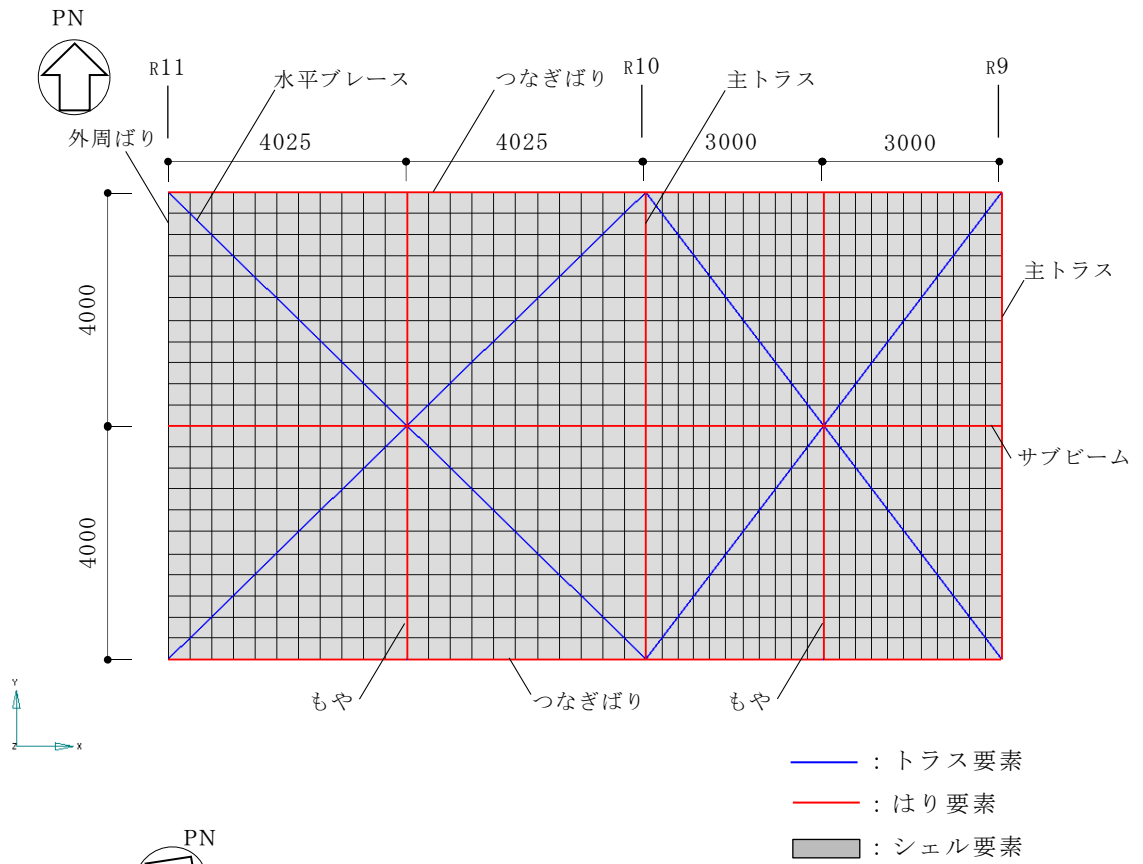 PN
R11
水平ブレース
つなぎばり
R10
主トラス
R9
外周ばり
4025
4025
3000
3000
主トラス
4000
サブビーム
4000
もや
つなぎばり
もや
Y
Z
X
：トラス要素
：はり要素
：シェル要素
PN